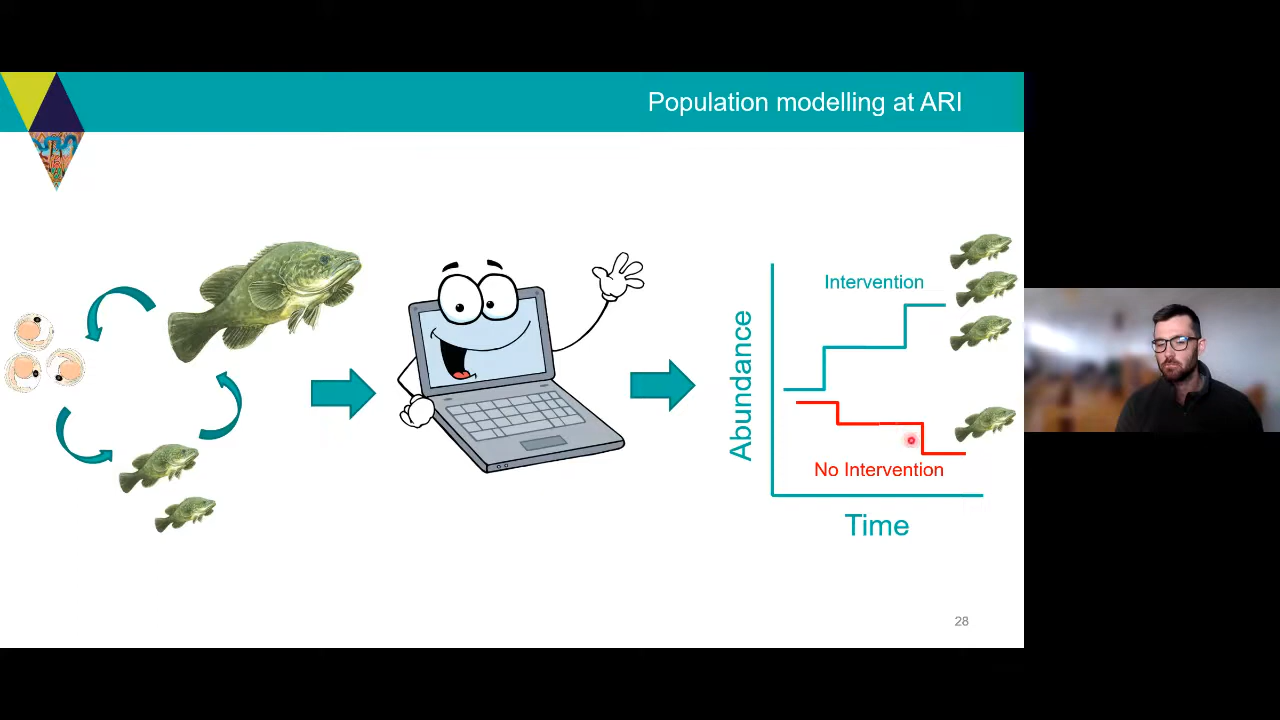 Population modelling at ARI
Intervention
Abundance
No Intervention
Time
28